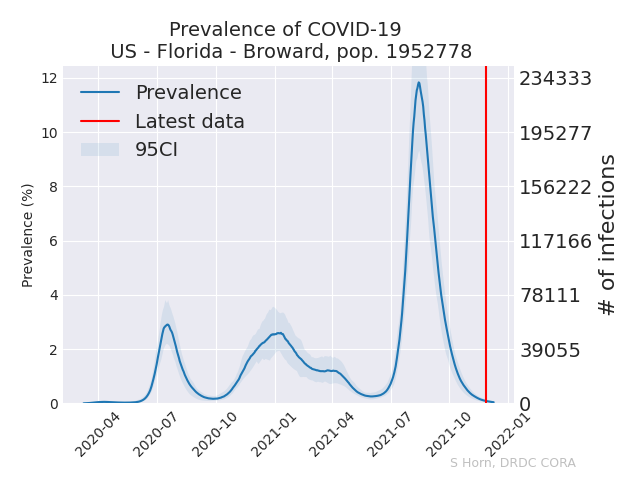 Prevalence of COVID-19
US - Florida - Broward, pop. 1952778
Prevalence
Latest data
95CI
Prevalence (%)
12
10
8
6
4
2
0
234333
195277
156222
117166
78111
39055
0
# of infections
2020-04
2020-07
2020-10
2021-01
2021-04
2021-07
2021-10
2022-01
S Horn, DRDC CORA